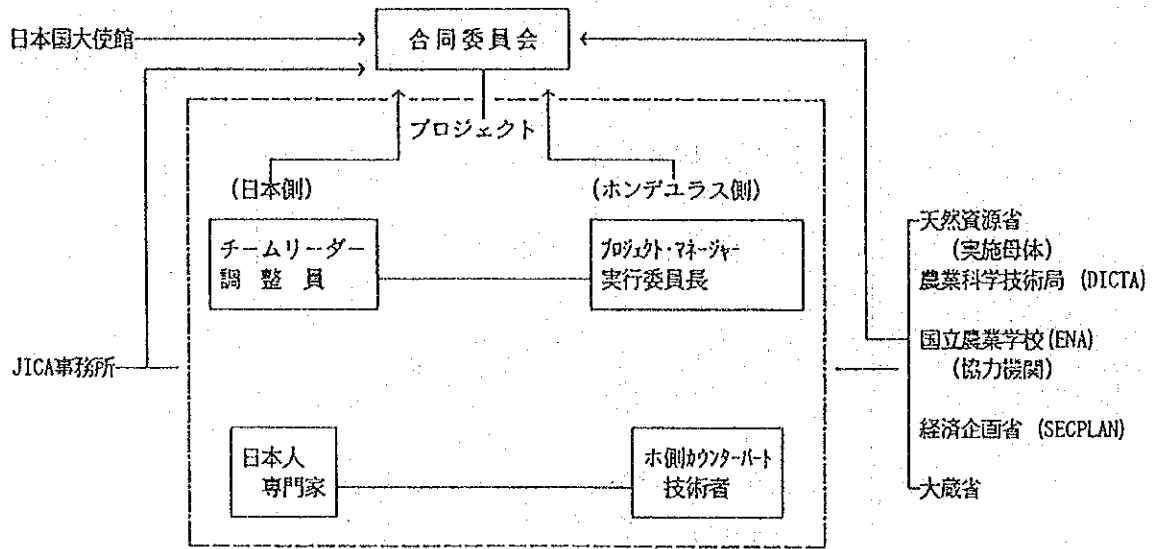 日本国大使館
合同委員会
プロジェクト
(日本側)
(ホンデュラス側)
チームリーダー
調整員
プロジェクト・マネージャー
実行委員長
天然資源省
(実施母体)
農業科学技術局 (DICTA)
国立農業学校(ENA)
(協力機関)
JICA事務所
経済企画省 (SECPLAN)
日本人
専門家
ホ側カウンターパート
技術者
大蔵省